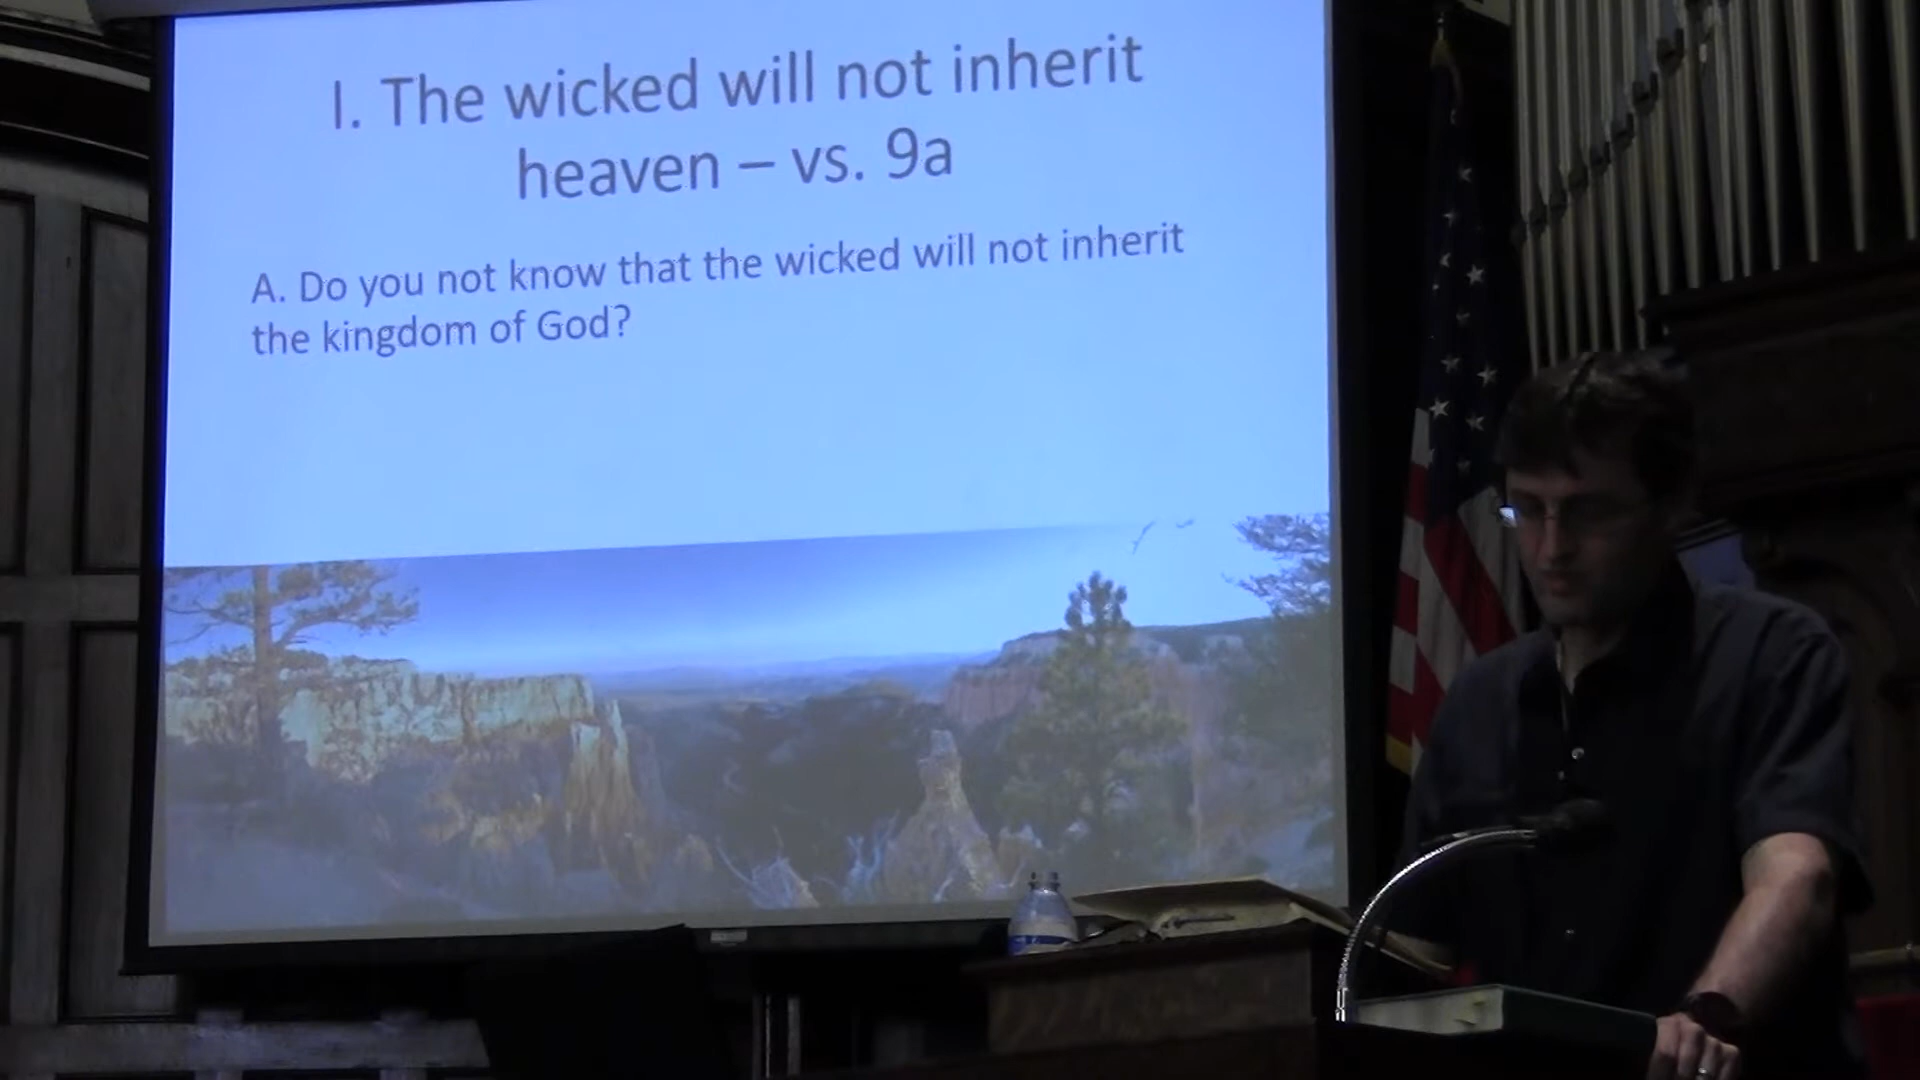 I. The wicked will not inherit
heaven – vs. 9a
A. Do you not know that the wicked will not inherit
the kingdom of God?